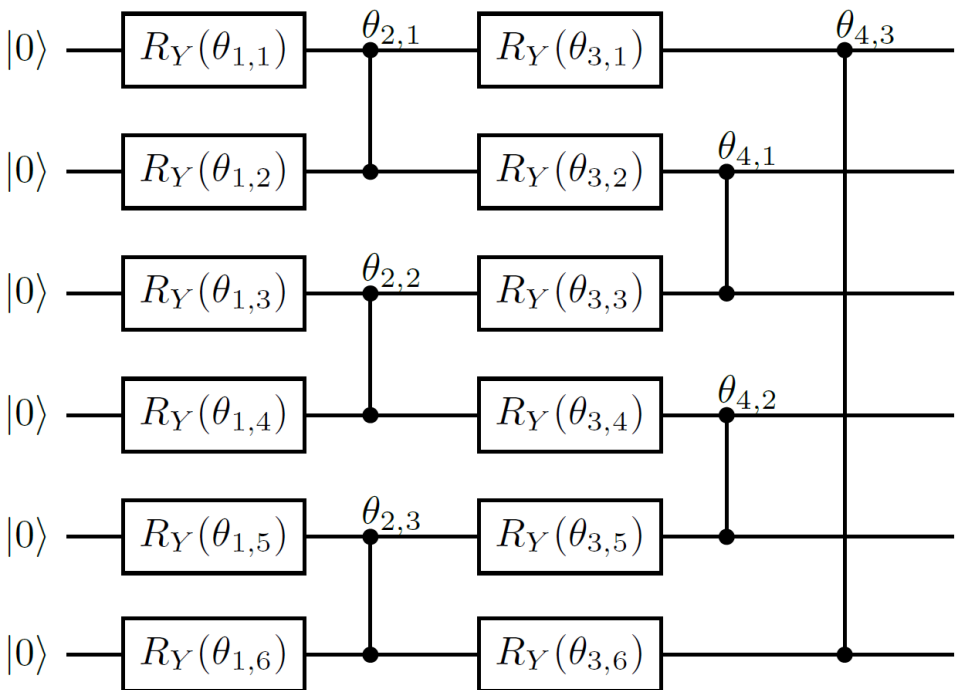 |0⟩ R_Y(θ_{1,1}) θ_{2,1} R_Y(θ_{3,1}) θ_{4,3}
|0⟩ R_Y(θ_{1,2}) R_Y(θ_{3,2}) θ_{4,1}
|0⟩ R_Y(θ_{1,3}) θ_{2,2} R_Y(θ_{3,3})
|0⟩ R_Y(θ_{1,4}) R_Y(θ_{3,4}) θ_{4,2}
|0⟩ R_Y(θ_{1,5}) θ_{2,3} R_Y(θ_{3,5})
|0⟩ R_Y(θ_{1,6}) R_Y(θ_{3,6})